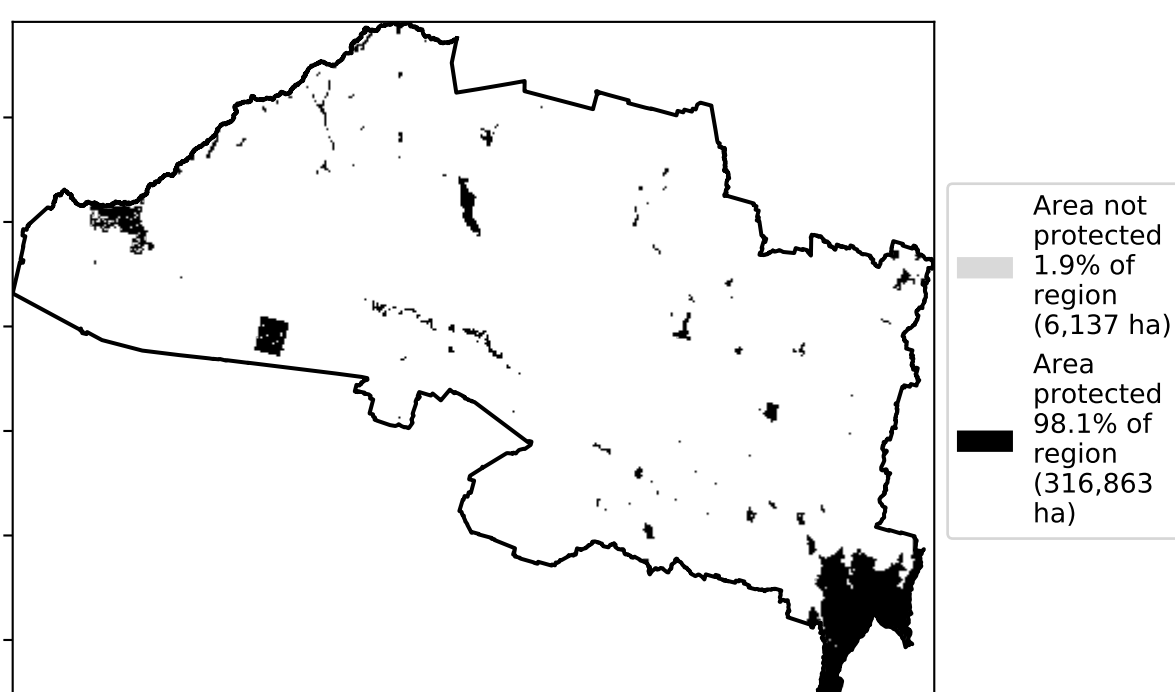 Area not
protected
1.9% of
region
(6,137 ha)
Area
protected
98.1% of
region
(316,863
ha)